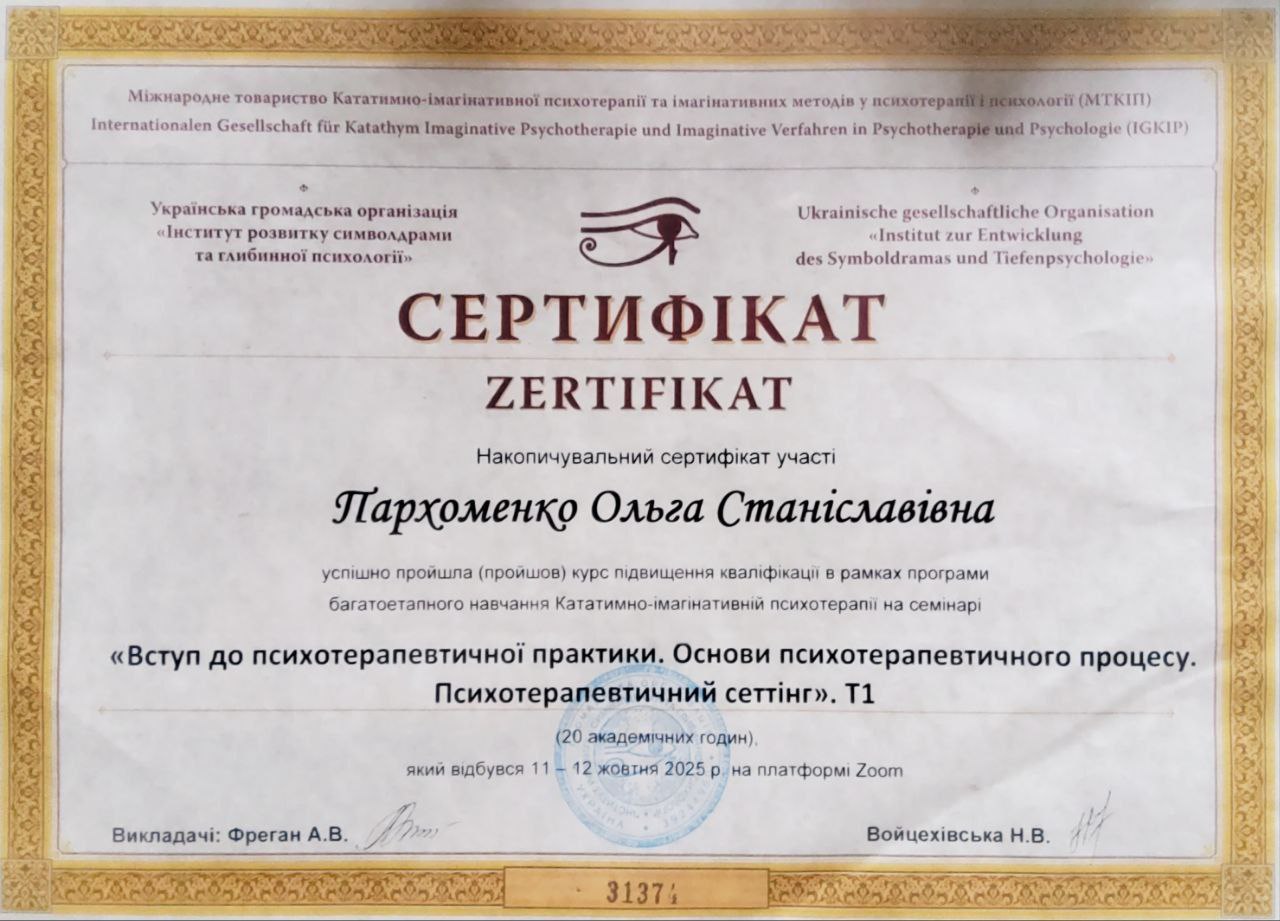 Міжнародне товариство Кататимно-імагінативної психотерапії та імагінативних методів у психотерапії і психології (МТКІП)
Internationalen Gesellschaft für Katathym Imaginative Psychotherapie und Imaginative Verfahren in Psychotherapie und Psychologie (IGKIP)
Українська громадська організація
«Інститут розвитку символдрами
та глибинної психології»
Ukrainische gesellschaftliche Organisation
«Institut zur Entwicklung
des Symboldramas und Tiefenpsychologie»
СЕРТИФІКАТ
ZERTIFIKAT
Накопичувальний сертифікат участі
Пархоменко Ольга Станіславівна
успішно пройшла (пройшов) курс підвищення кваліфікації в рамках програми
багатоетапного навчання Кататимно-імагінативній психотерапії на семінарі
«Вступ до психотерапевтичної практики. Основи психотерапевтичного процесу.
Психотерапевтичний сеттінг». Т1
(20 академічних годин),
який відбувся 11 – 12 жовтня 2025 р. на платформі Zoom
УКРАЇНА
Викладачі: Фреган А.В.
Войцехівська Н.В.
31374